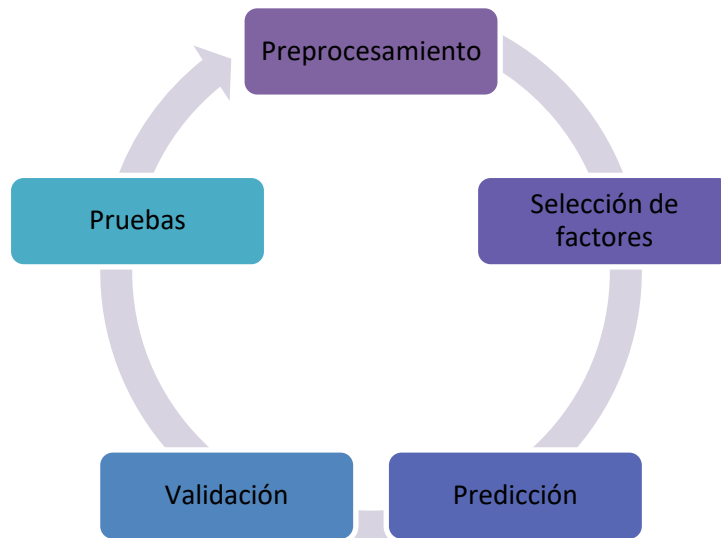 Preprocesamiento
Selección de
factores
Predicción
Validación
Pruebas